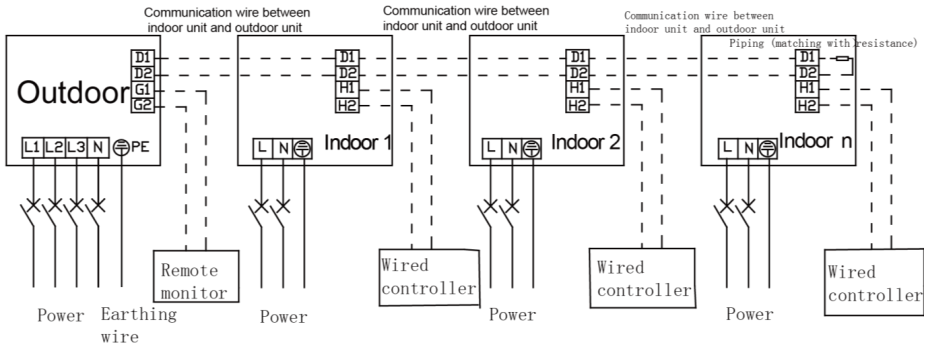 Communication wire between
indoor unit and outdoor unit
Communication wire between
indoor unit and outdoor unit
Communication wire between
indoor unit and outdoor unit
Piping (matching with resistance)
Outdoor
D1
D2
G1
G2
L1 L2 L3 N PE
D1
D2
H1
H2
Indoor 1
L N
D1
D2
H1
H2
Indoor 2
L N
D1
D2
H1
H2
Indoor n
L N
Remote
monitor
Wired
controller
Wired
controller
Wired
controller
Power
Earthing
wire
Power
Power
Power